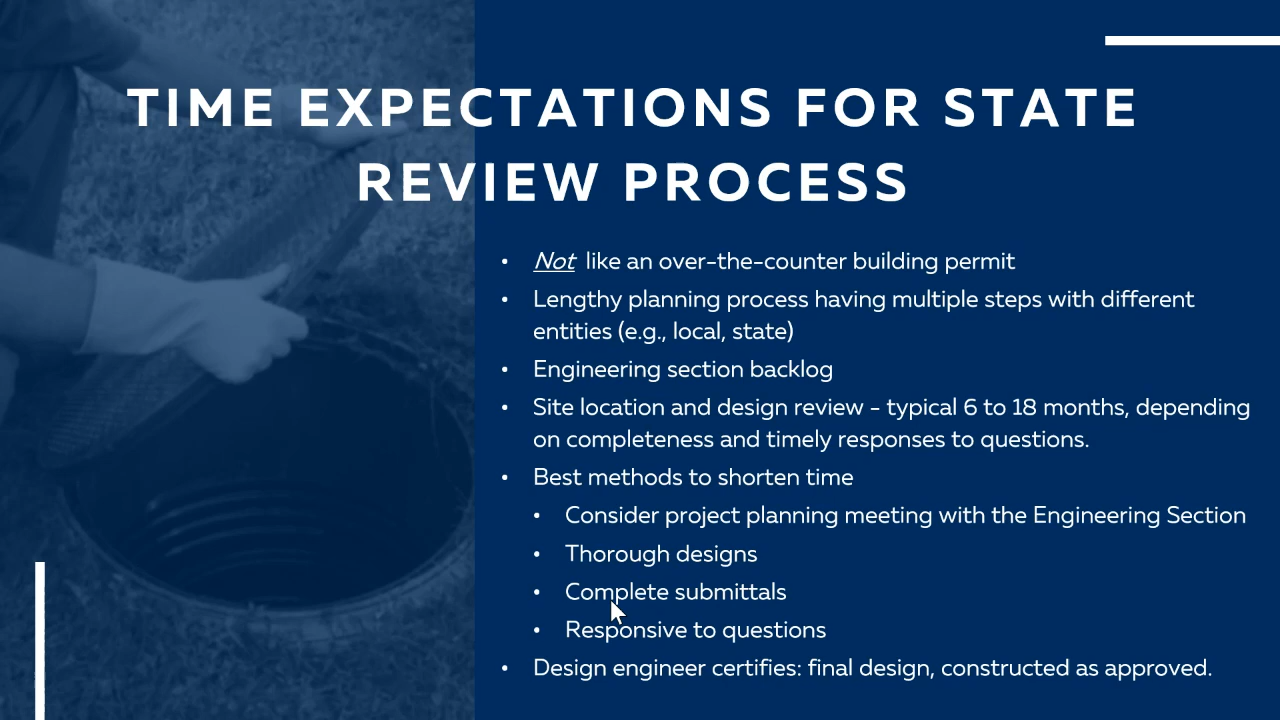 TIME EXPECTATIONS FOR STATE
REVIEW PROCESS
• Not like an over-the-counter building permit
• Lengthy planning process having multiple steps with different
entities (e.g., local, state)
• Engineering section backlog
• Site location and design review - typical 6 to 18 months, depending
on completeness and timely responses to questions.
• Best methods to shorten time
• Consider project planning meeting with the Engineering Section
• Thorough designs
• Complete submittals
• Responsive to questions
• Design engineer certifies: final design, constructed as approved.